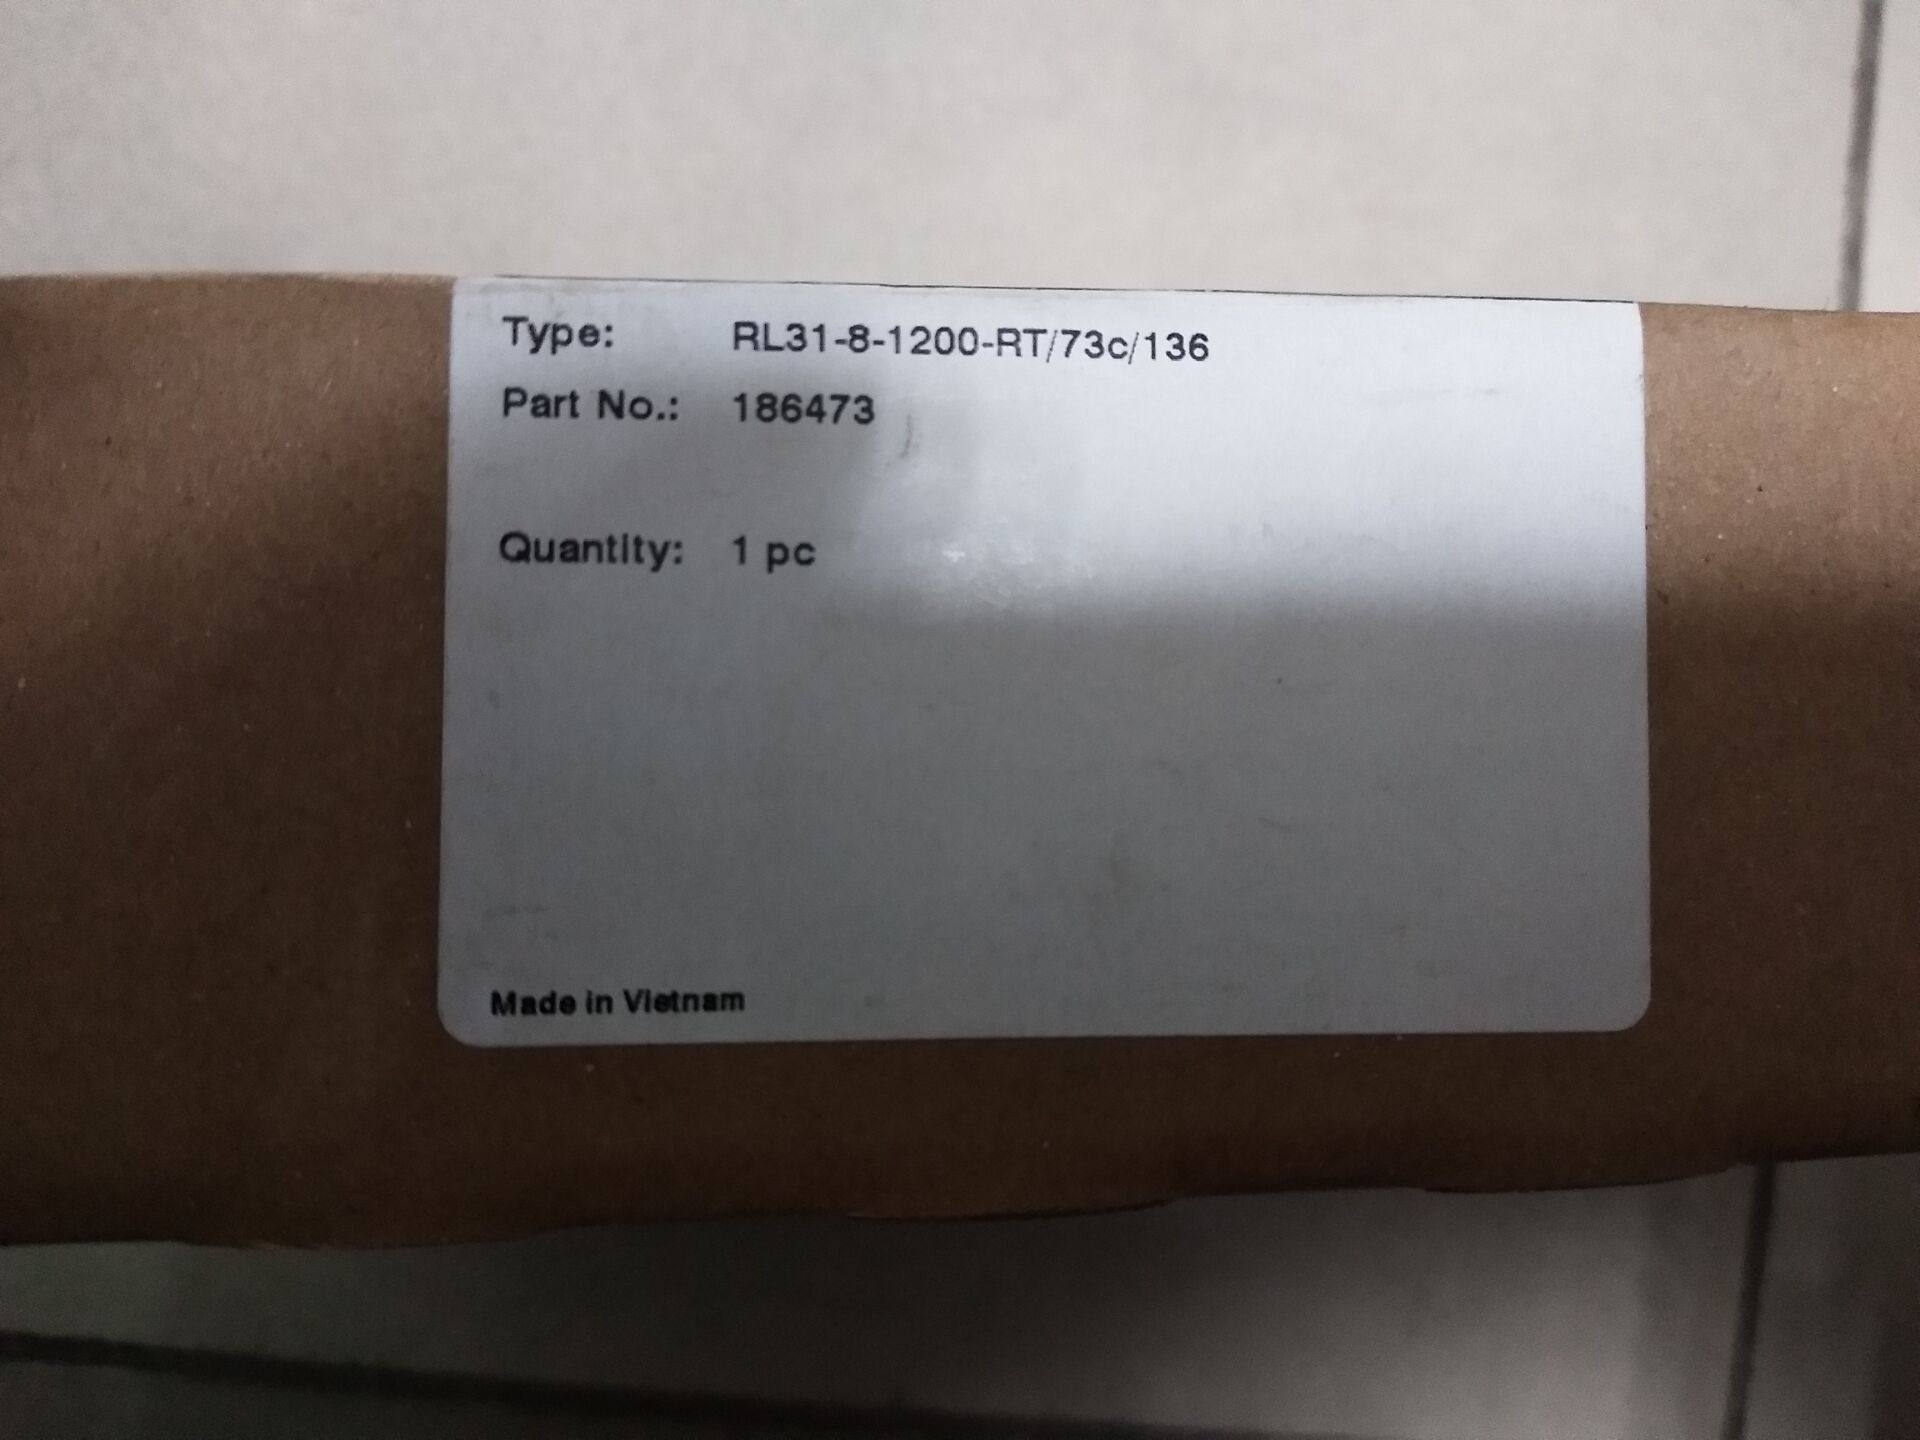 Type: RL31-8-1200-RT/73c/136
Part No.: 186473
Quantity: 1 pc
Made in Vietnam